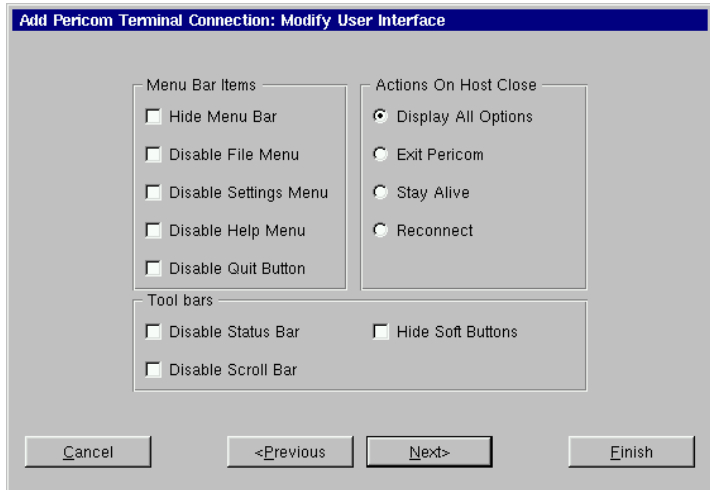 Add Pericom Terminal Connection: Modify User Interface
Menu Bar Items
Hide Menu Bar
Disable File Menu
Disable Settings Menu
Disable Help Menu
Disable Quit Button
Actions On Host Close
Display All Options
Exit Pericom
Stay Alive
Reconnect
Tool bars
Disable Status Bar
Hide Soft Buttons
Disable Scroll Bar
Cancel
<Previous
Next>
Finish